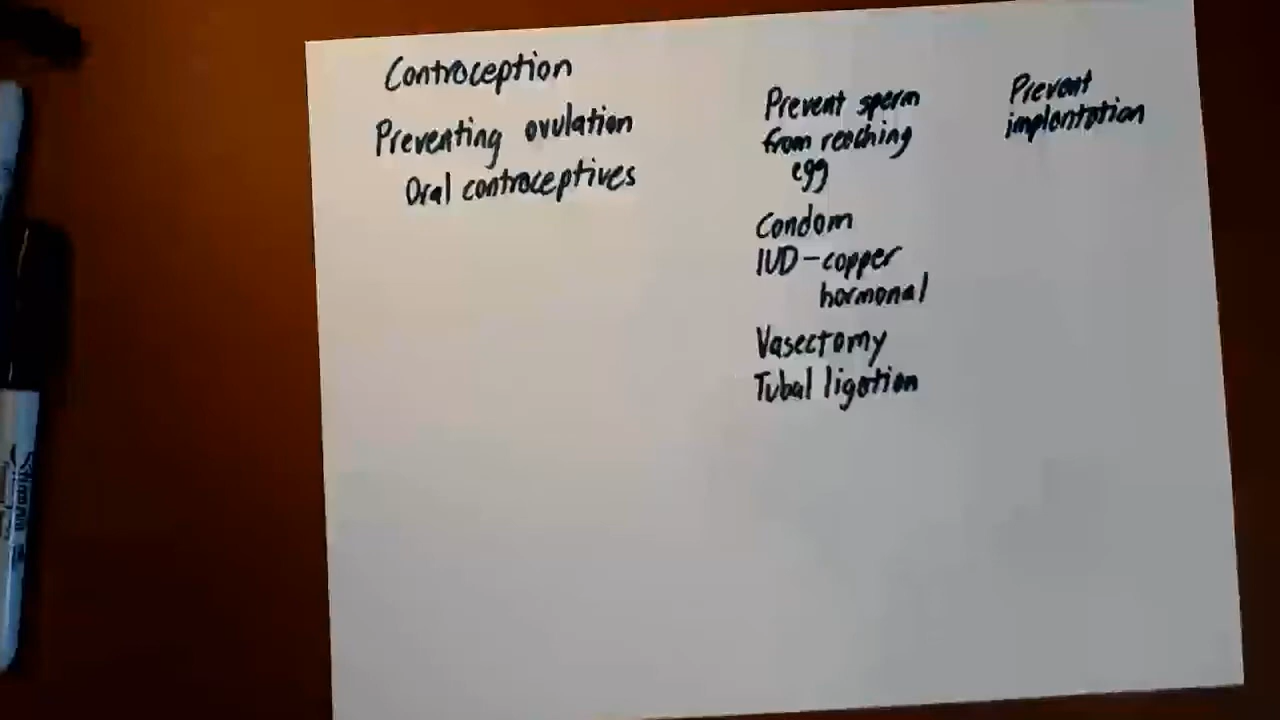 Contraception
Preventing ovulation
Oral contraceptives
Prevent sperm
from reaching
egg
Condom
IUD - copper
hormonal
Vasectomy
Tubal ligation
Prevent
implantation
Sharpie